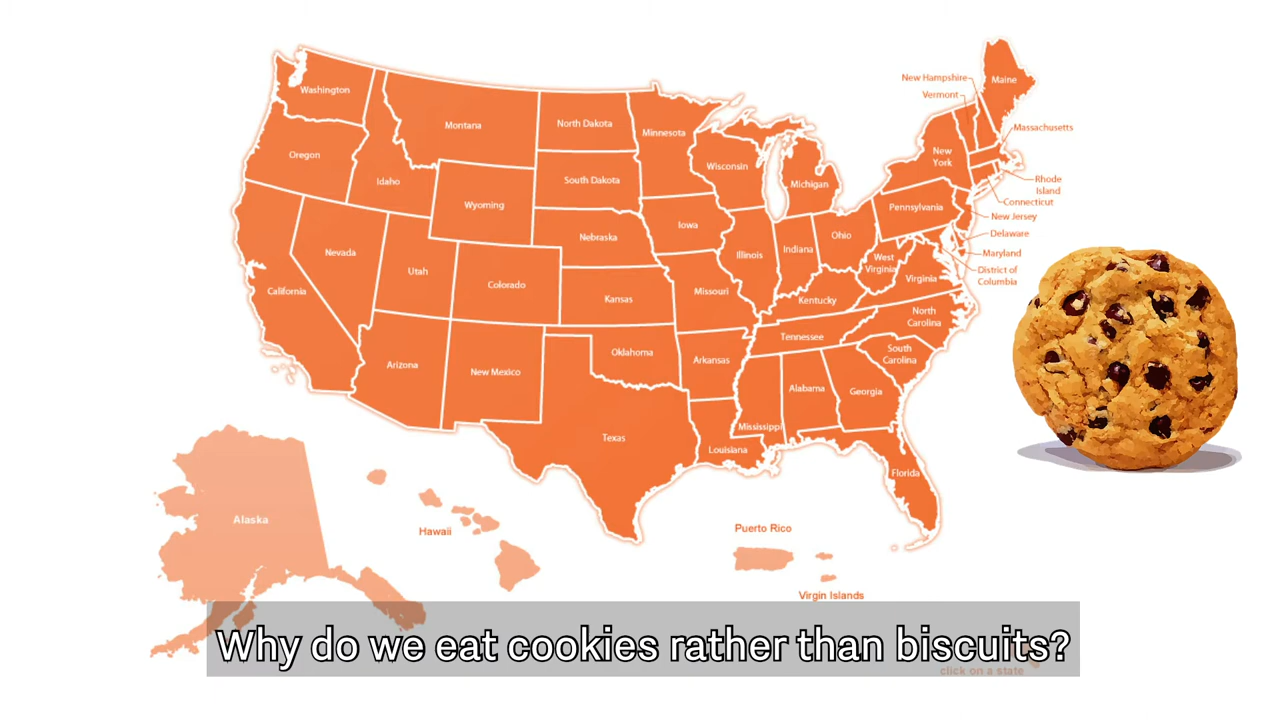 Washington
Montana
North Dakota
Minnesota
Oregon
Idaho
South Dakota
Wisconsin
Michigan
Wyoming
New Hampshire
Vermont
Maine
Massachusetts
New
York
Rhode
Island
Connecticut
New Jersey
Pennsylvania
Delaware
Maryland
District of
Columbia
Iowa
Nebraska
Nevada
Utah
Colorado
California
Kansas
Missouri
Illinois
Indiana
Ohio
West
Virginia
Virginia
Kentucky
North
Carolina
Tennessee
South
Carolina
Arizona
New Mexico
Oklahoma
Arkansas
Mississippi
Alabama
Georgia
Texas
Louisiana
Florida
Alaska
Hawaii
Puerto Rico
Virgin Islands
Why do we eat cookies rather than biscuits?
click on a state